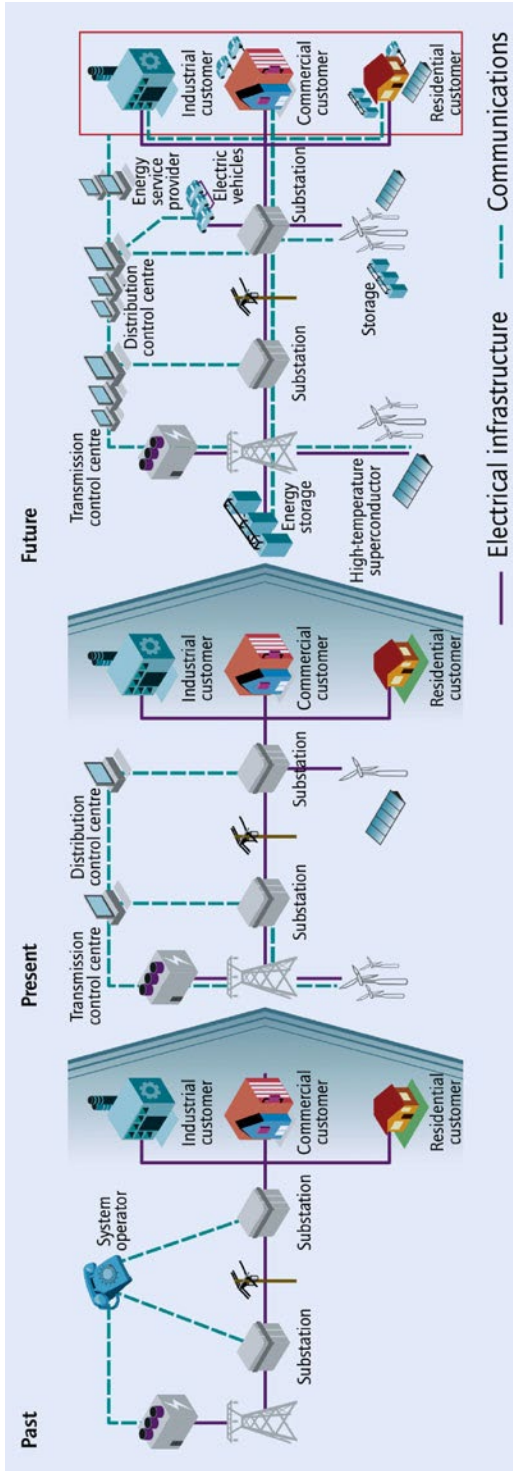 Past
System
operator
Substation
Substation
Industrial
customer
Commercial
customer
Residential
customer
Present
Transmission control centre
Distribution control centre
Substation
Substation
Industrial
customer
Commercial
customer
Residential
customer
Future
Transmission control centre
Distribution control centre
Energy
service
provider
Electric
vehicles
Energy
storage
Substation
Substation
High-temperature
superconductor
Storage
Industrial
customer
Commercial
customer
Residential
customer
Electrical infrastructure
Communications